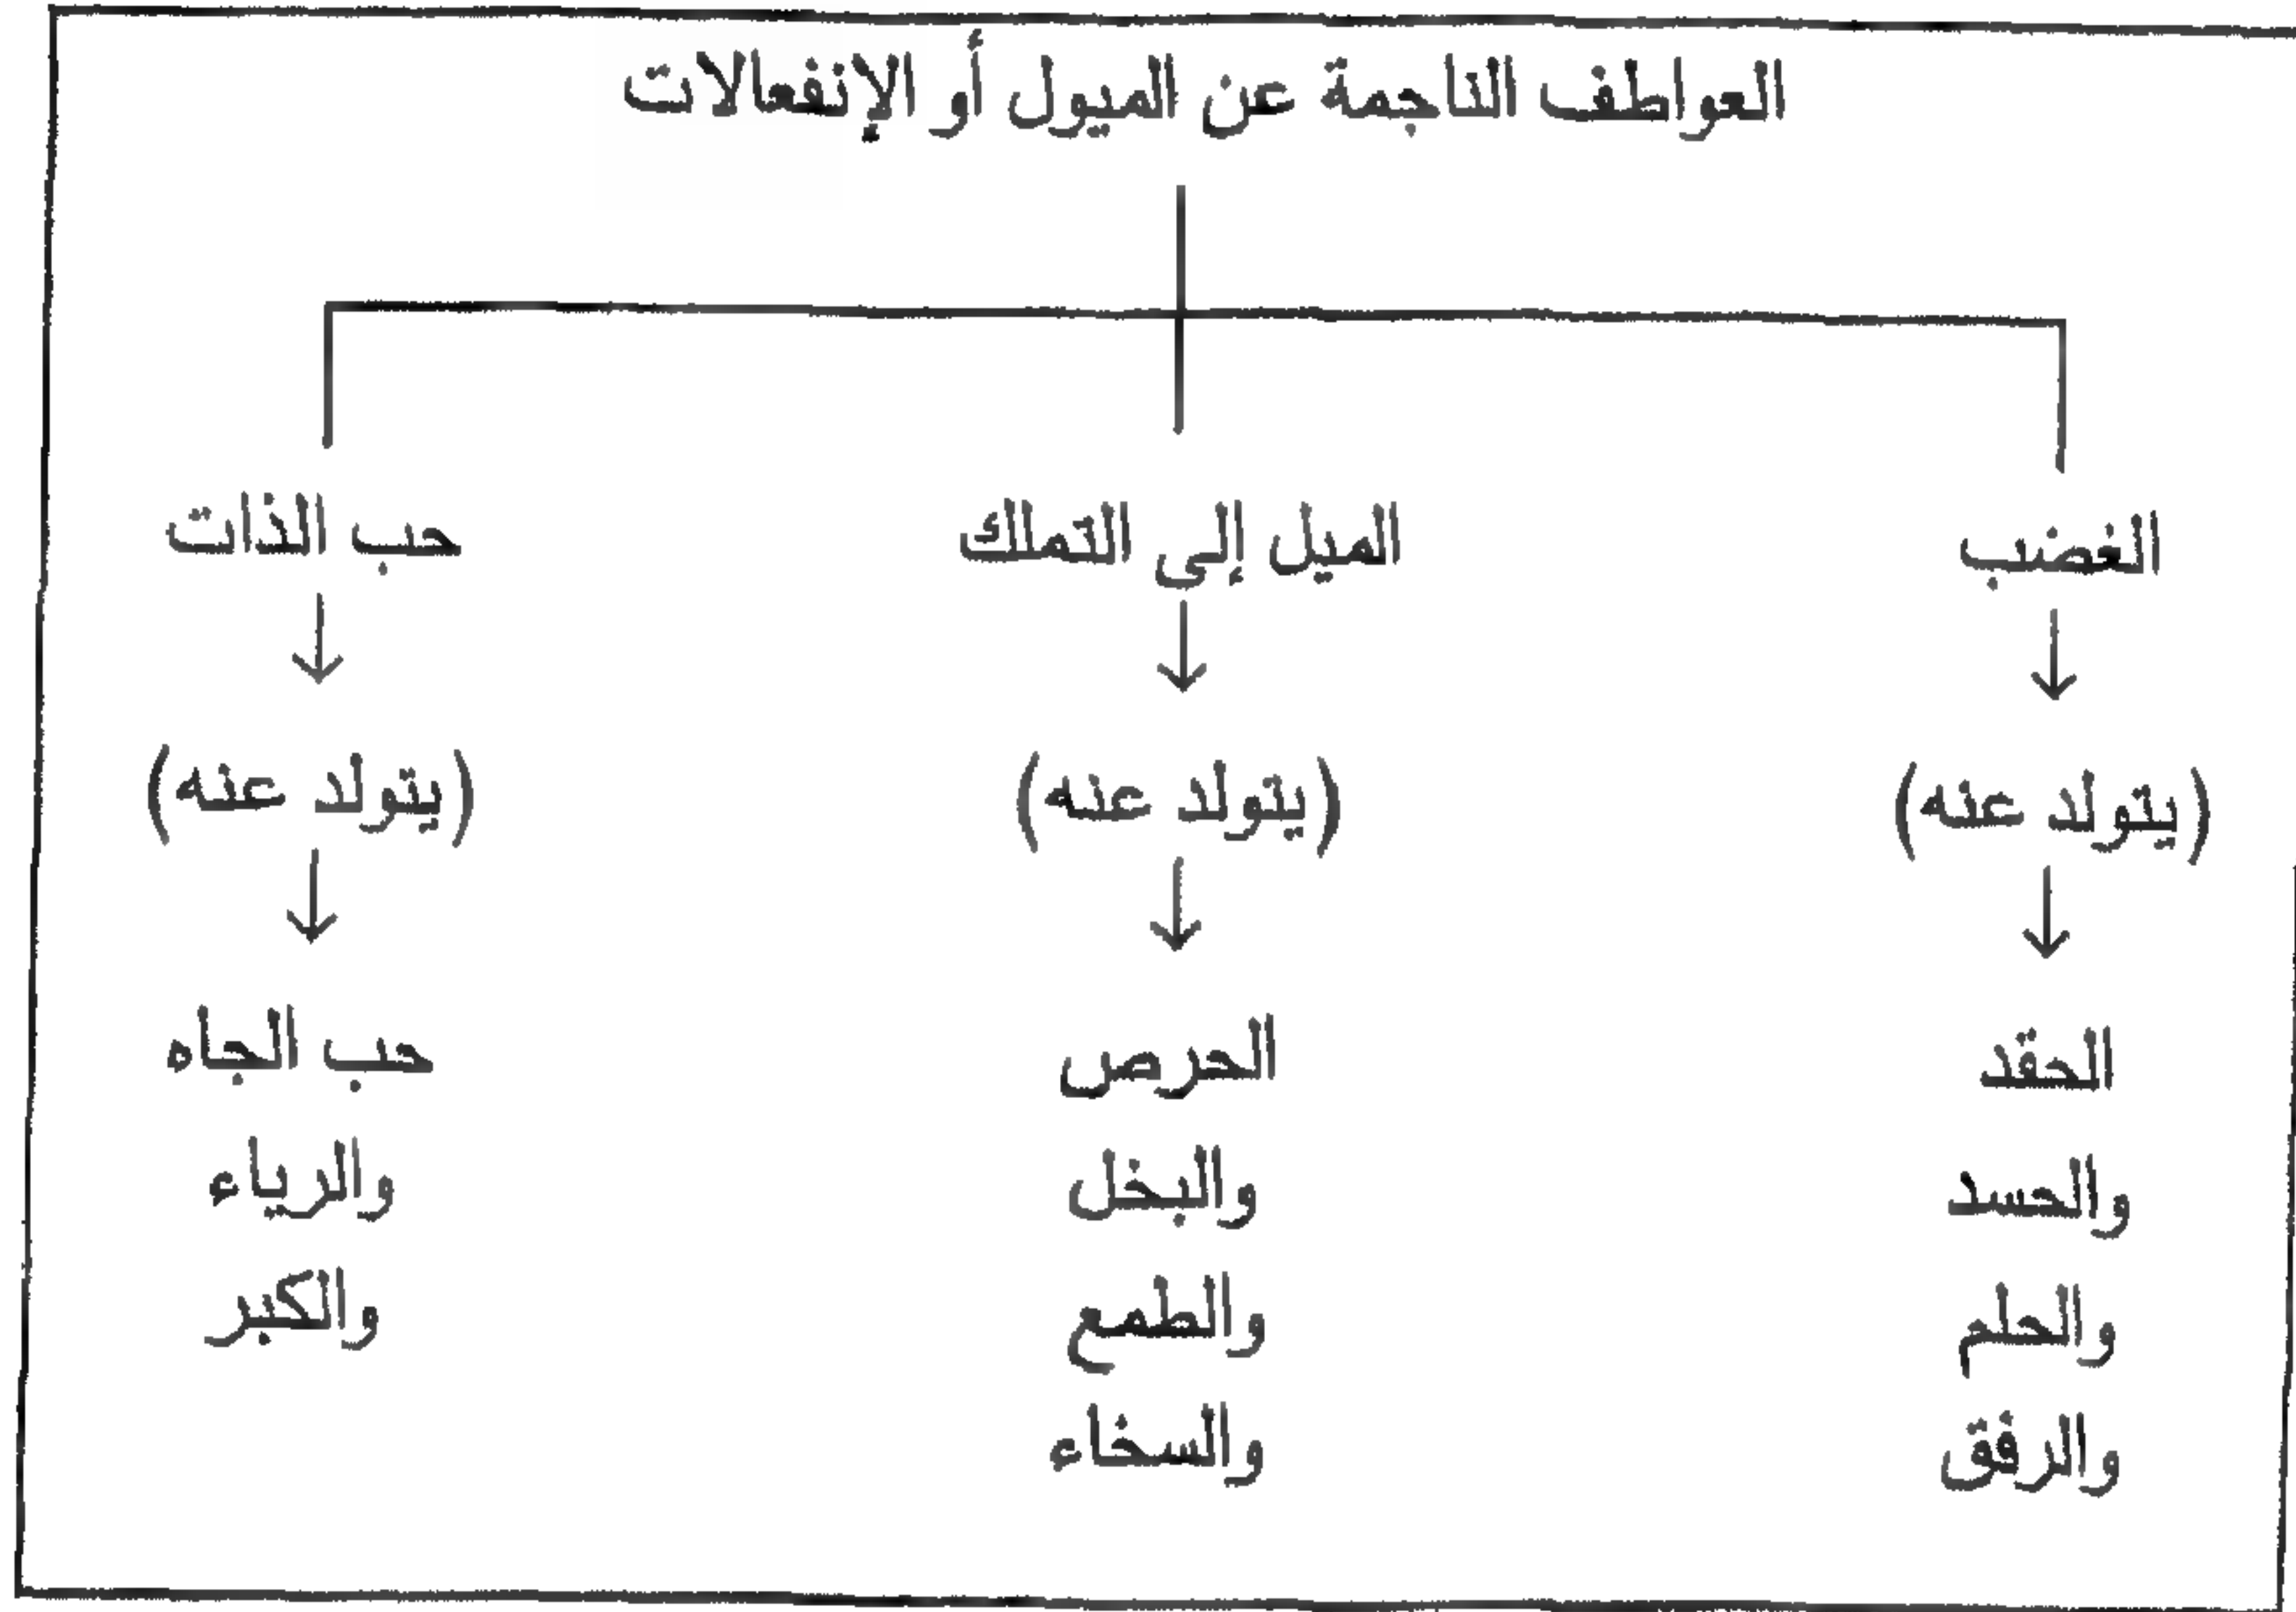 العواطف الناجمة عن الميول أو الإنفعالات
الغضب
الميل إلى التملك
حب الذات
(يتولد عنه)
(يتولد عنه)
(يتولد عنه)
الحقد
والحسد
والحلم
والرفق
الحرص
والبخل
والطمع
والسخاء
حب الجاه
والرياء
والكبر